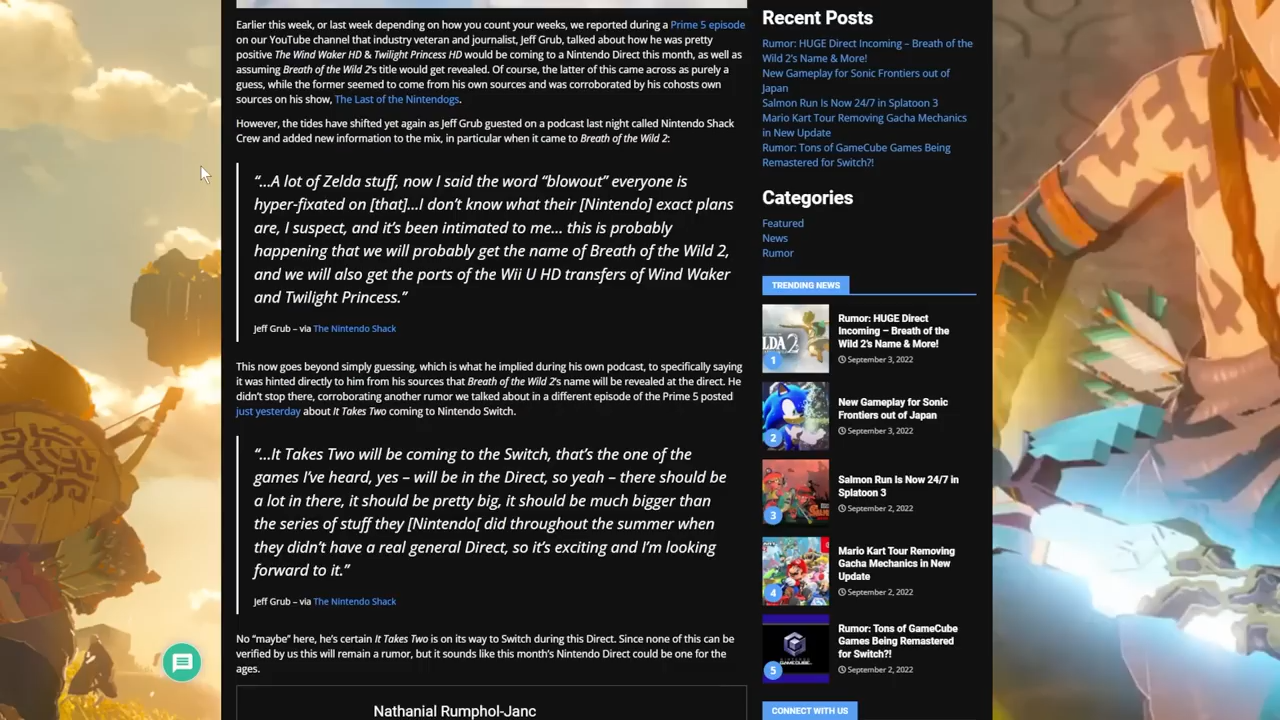 Earlier this week, or last week depending on how you count your weeks, we reported during a Prime 5 episode
on our YouTube channel that industry veteran and journalist, Jeff Grub, talked about how he was pretty
positive The Wind Waker HD & Twilight Princess HD would be coming to a Nintendo Direct this month, as well as
assuming Breath of the Wild 2's title would get revealed. Of course, the latter of this came across as purely a
guess, while the former seemed to come from his own sources and was corroborated by his cohosts own
sources on his show, The Last of the Nintendogs.
However, the tides have shifted yet again as Jeff Grub guested on a podcast last night called Nintendo Shack
Crew and added new information to the mix, in particular when it came to Breath of the Wild 2:
“…A lot of Zelda stuff, now I said the word “blowout” everyone is
hyper-fixated on [that]…I don’t know what their [Nintendo] exact plans
are, I suspect, and it’s been intimated to me… this is probably
happening that we will probably get the name of Breath of the Wild 2,
and we will also get the ports of the Wii U HD transfers of Wind Waker
and Twilight Princess.”
Jeff Grub – via The Nintendo Shack
This now goes beyond simply guessing, which is what he implied during his own podcast, to specifically saying
it was hinted directly to him from his sources that Breath of the Wild 2’s name will be revealed at the direct. He
didn’t stop there, corroborating another rumor we talked about in a different episode of the Prime 5 posted
just yesterday about It Takes Two coming to Nintendo Switch.
“…It Takes Two will be coming to the Switch, that’s the one of the
games I’ve heard, yes – will be in the Direct, so yeah – there should be
a lot in there, it should be pretty big, it should be much bigger than
the series of stuff they [Nintendo[ did throughout the summer when
they didn’t have a real general Direct, so it’s exciting and I’m looking
forward to it.”
Jeff Grub – via The Nintendo Shack
No “maybe” here, he’s certain It Takes Two is on its way to Switch during this Direct. Since none of this can be
verified by us this will remain a rumor, but it sounds like this month’s Nintendo Direct could be one for the
ages.
Nathanial Rumphol-Janc
Recent Posts
Rumor: HUGE Direct Incoming – Breath of the
Wild 2’s Name & More!
New Gameplay for Sonic Frontiers out of
Japan
Salmon Run Is Now 24/7 in Splatoon 3
Mario Kart Tour Removing Gacha Mechanics
in New Update
Rumor: Tons of GameCube Games Being
Remastered for Switch?!
Categories
Featured
News
Rumor
TRENDING NEWS
LDA 2
1
Rumor: HUGE Direct
Incoming – Breath of the
Wild 2’s Name & More!
September 3, 2022
2
New Gameplay for Sonic
Frontiers out of Japan
September 3, 2022
3
Salmon Run Is Now 24/7 in
Splatoon 3
September 2, 2022
4
Mario Kart Tour Removing
Gacha Mechanics in New
Update
September 2, 2022
GAMECUBE
5
Rumor: Tons of GameCube
Games Being Remastered
for Switch?!
September 2, 2022
CONNECT WITH US